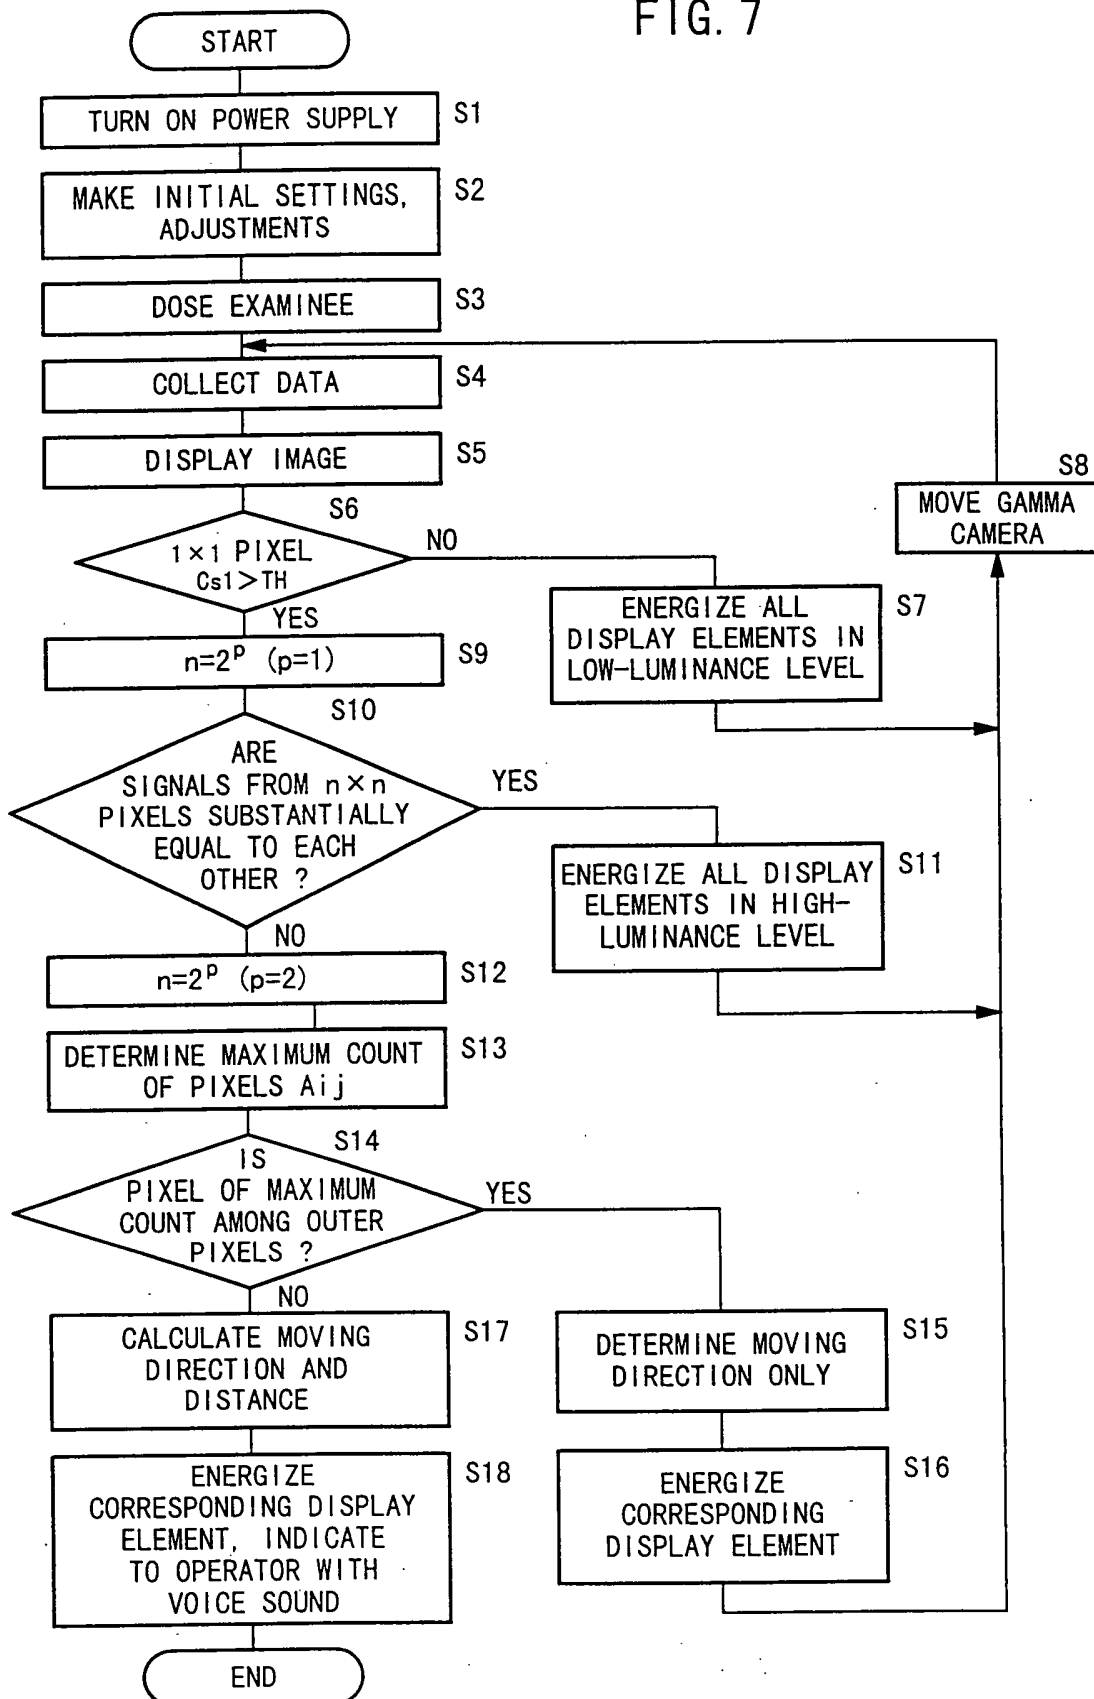 FIG. 7
START
TURN ON POWER SUPPLY
S1
MAKE INITIAL SETTINGS,
ADJUSTMENTS
S2
DOSE EXAMINEE
S3
COLLECT DATA
S4
DISPLAY IMAGE
S5
S6
1×1 PIXEL
Cs1>TH
NO
YES
ENERGIZE ALL
DISPLAY ELEMENTS IN
LOW-LUMINANCE LEVEL
S7
S8
MOVE GAMMA
CAMERA
n=2^p (p=1)
S9
S10
ARE
SIGNALS FROM n×n
PIXELS SUBSTANTIALLY
EQUAL TO EACH
OTHER ?
YES
NO
ENERGIZE ALL DISPLAY
ELEMENTS IN HIGH-
LUMINANCE LEVEL
S11
n=2^p (p=2)
S12
DETERMINE MAXIMUM COUNT
OF PIXELS Aij
S13
S14
IS
PIXEL OF MAXIMUM
COUNT AMONG OUTER
PIXELS ?
YES
NO
DETERMINE MOVING
DIRECTION ONLY
S15
ENERGIZE
CORRESPONDING
DISPLAY ELEMENT
S16
CALCULATE MOVING
DIRECTION AND
DISTANCE
S17
ENERGIZE
CORRESPONDING DISPLAY
ELEMENT, INDICATE
TO OPERATOR WITH
VOICE SOUND
S18
END